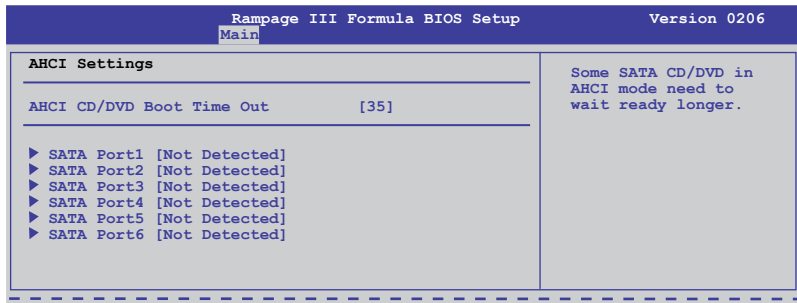 Rampage III Formula BIOS Setup Version 0206
Main
AHCI Settings
AHCI CD/DVD Boot Time Out [35]
SATA Port1 [Not Detected]
SATA Port2 [Not Detected]
SATA Port3 [Not Detected]
SATA Port4 [Not Detected]
SATA Port5 [Not Detected]
SATA Port6 [Not Detected]
Some SATA CD/DVD in
AHCI mode need to
wait ready longer.